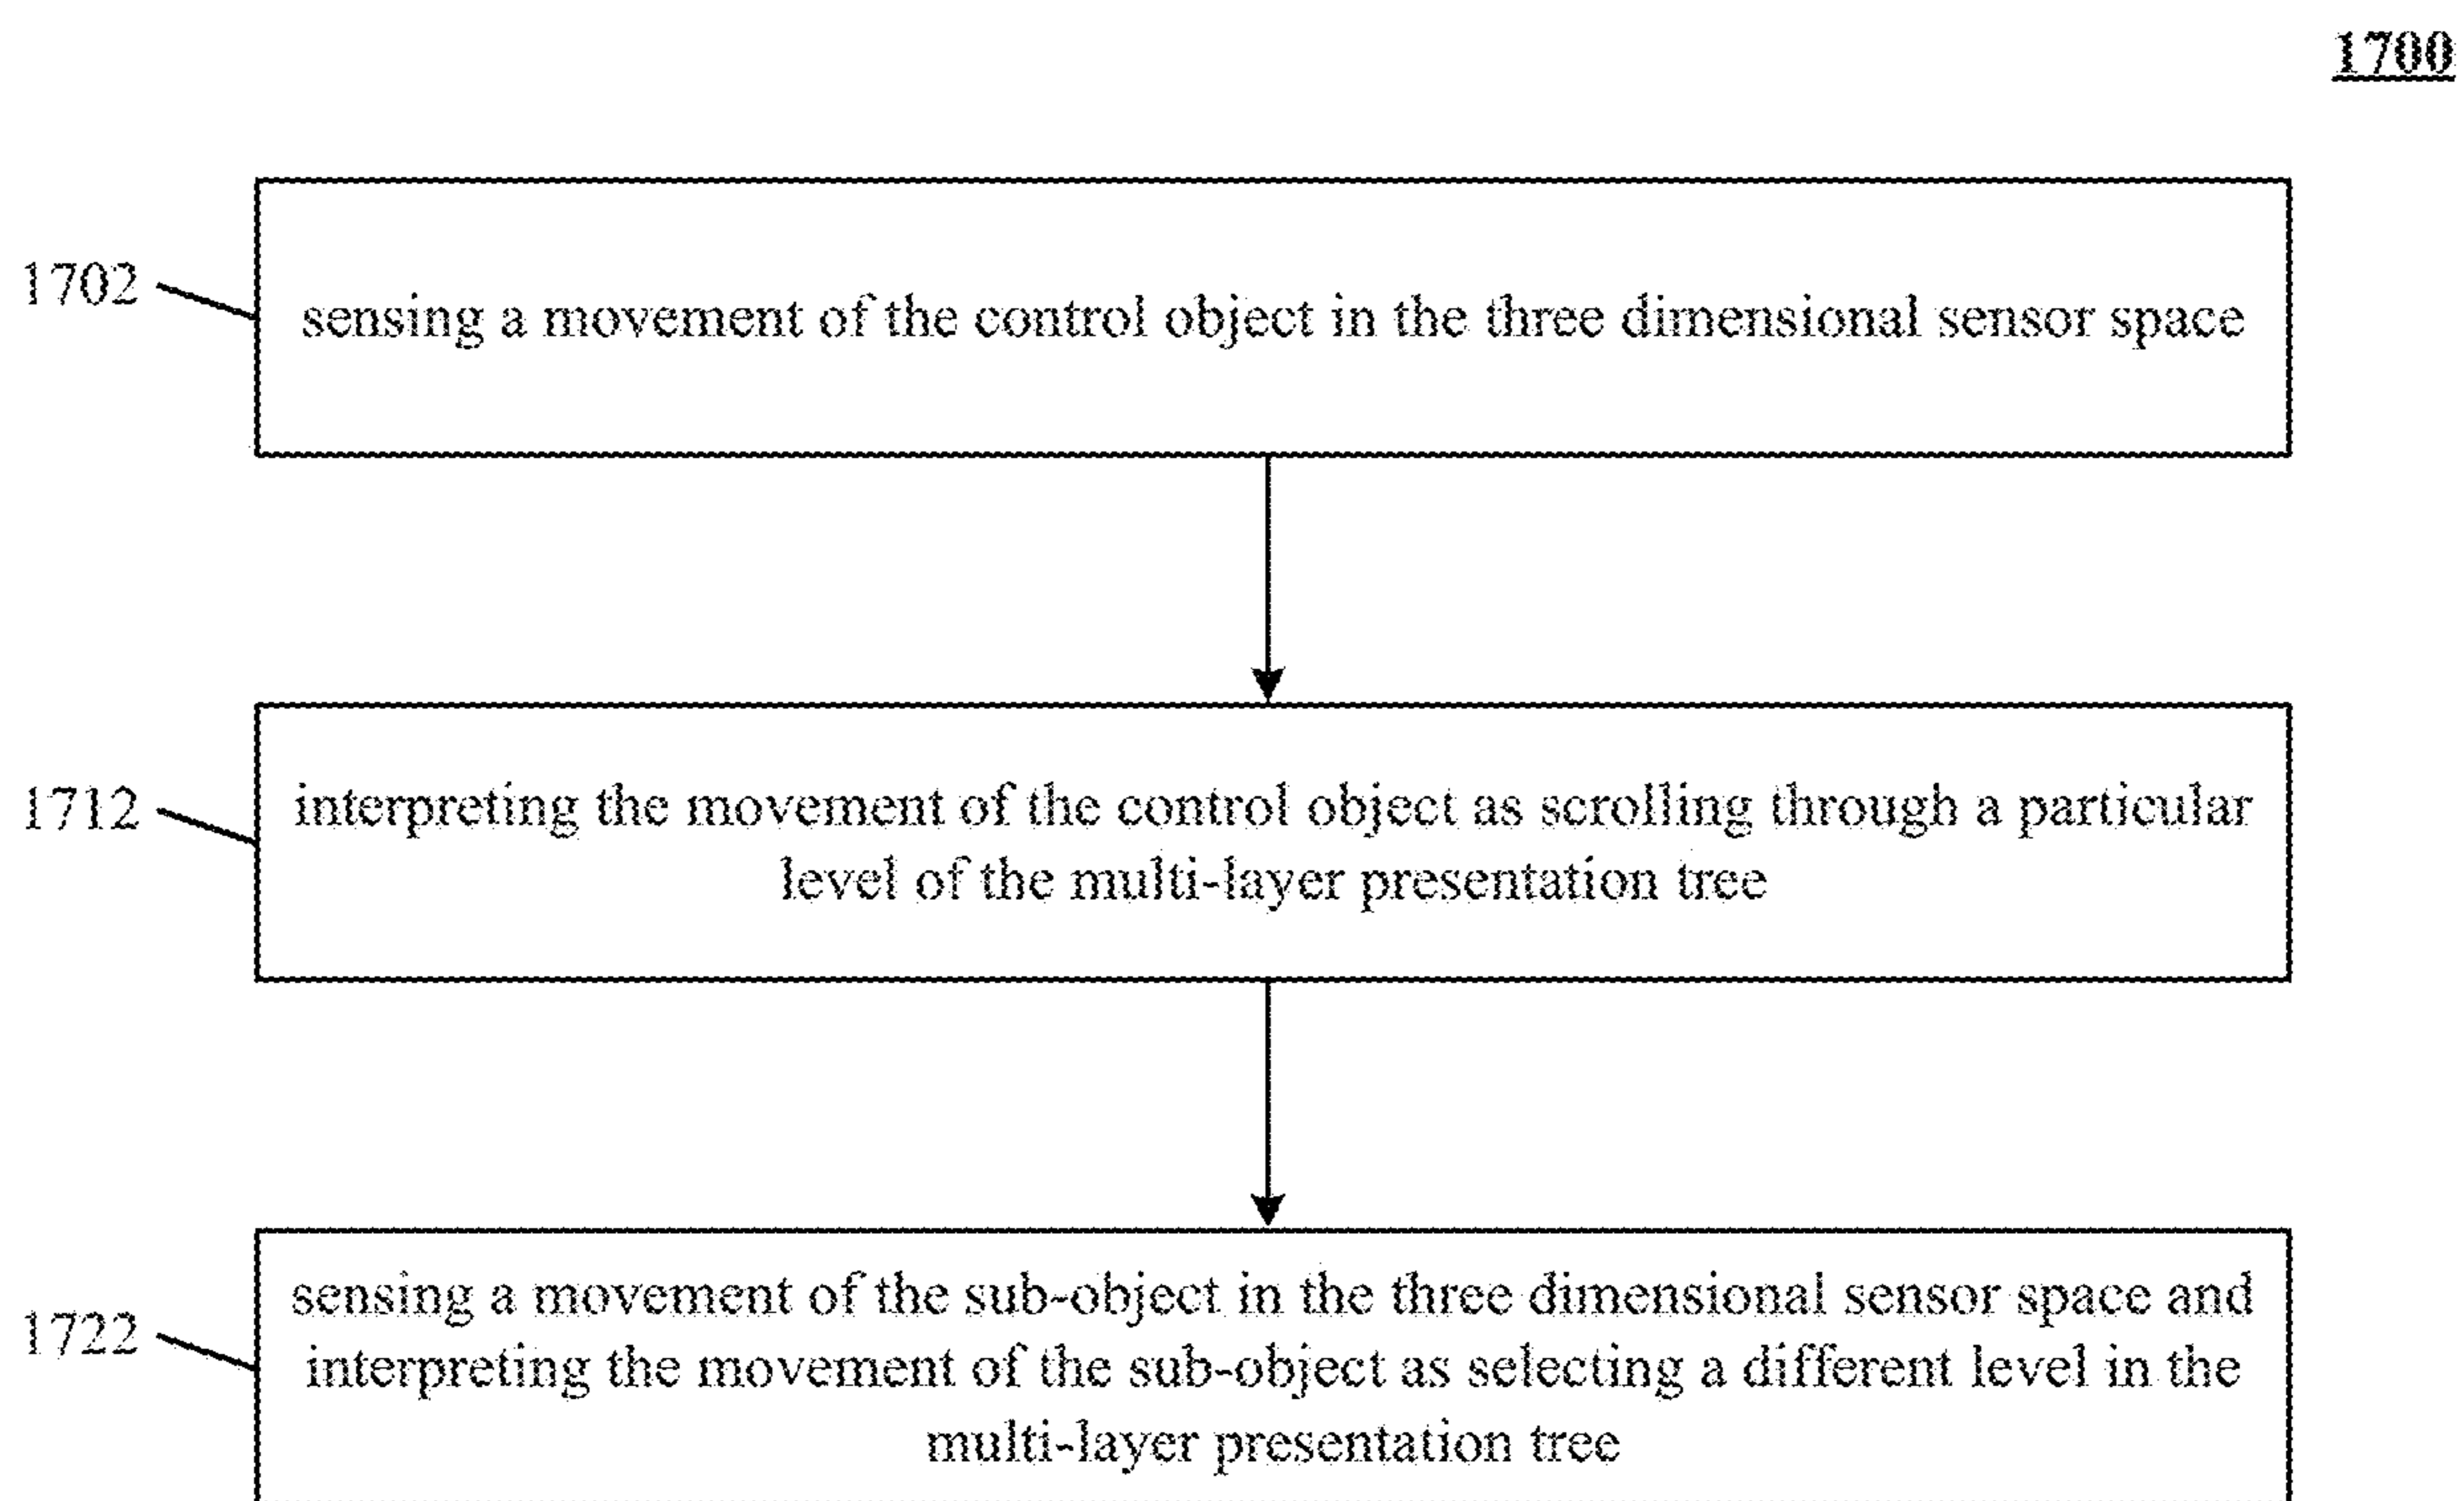 1700
1702
sensing a movement of the control object in the three dimensional sensor space
1712
interpreting the movement of the control object as scrolling through a particular
level of the multi-layer presentation tree
1722
sensing a movement of the sub-object in the three dimensional sensor space and
interpreting the movement of the sub-object as selecting a different level in the
multi-layer presentation tree